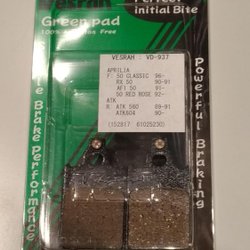 Vesrah
Perfect
initial Bite
Green pad
100% Asbestos Free
VESRAH : VD-937
APRILIA
F: 50 CLASSIC 96-
RX 50 90-91
AF1 50 91-
50 RED ROSE 92-
ATK
R: ATK 560 89-91
ATK604 90-
(152817 61025230)
Brake Performance
Powerful Braking